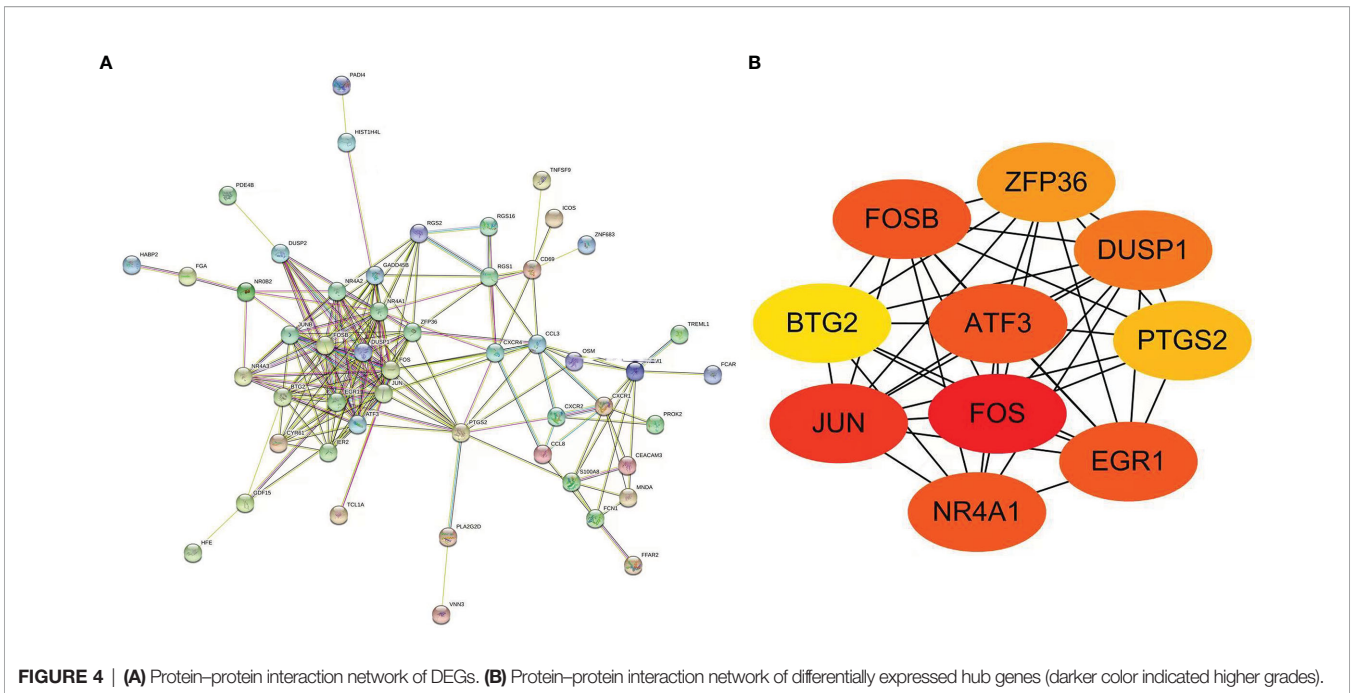 A
B
PADI4
HIST1H4L
TNFSF9
PDE4B
ICOS
RGS16
RGS2
ZNF683
DUSP2
CD69
HABP2
FGA
GADD45B
RGS1
NR0B2
NR4A2
NR4A1
ZFP36
JUNB
FOSB
TREML1
CXCR4
CCL3
DUSP1
OSM
FOS
FCAR
NR4A3
BTG2
EGR1
JUN
CXCR2
CXCR1
PROK2
ATF3
PTGS2
CYR61
IER2
CCL8
CEACAM3
S100A8
MNDA
GDF15
TCL1A
FCN1
PLA2G2D
HFE
FFAR2
VNN3
ZFP36
FOSB
DUSP1
BTG2
ATF3
PTGS2
JUN
FOS
EGR1
NR4A1
FIGURE 4 | (A) Protein–protein interaction network of DEGs. (B) Protein–protein interaction network of differentially expressed hub genes (darker color indicated higher grades).